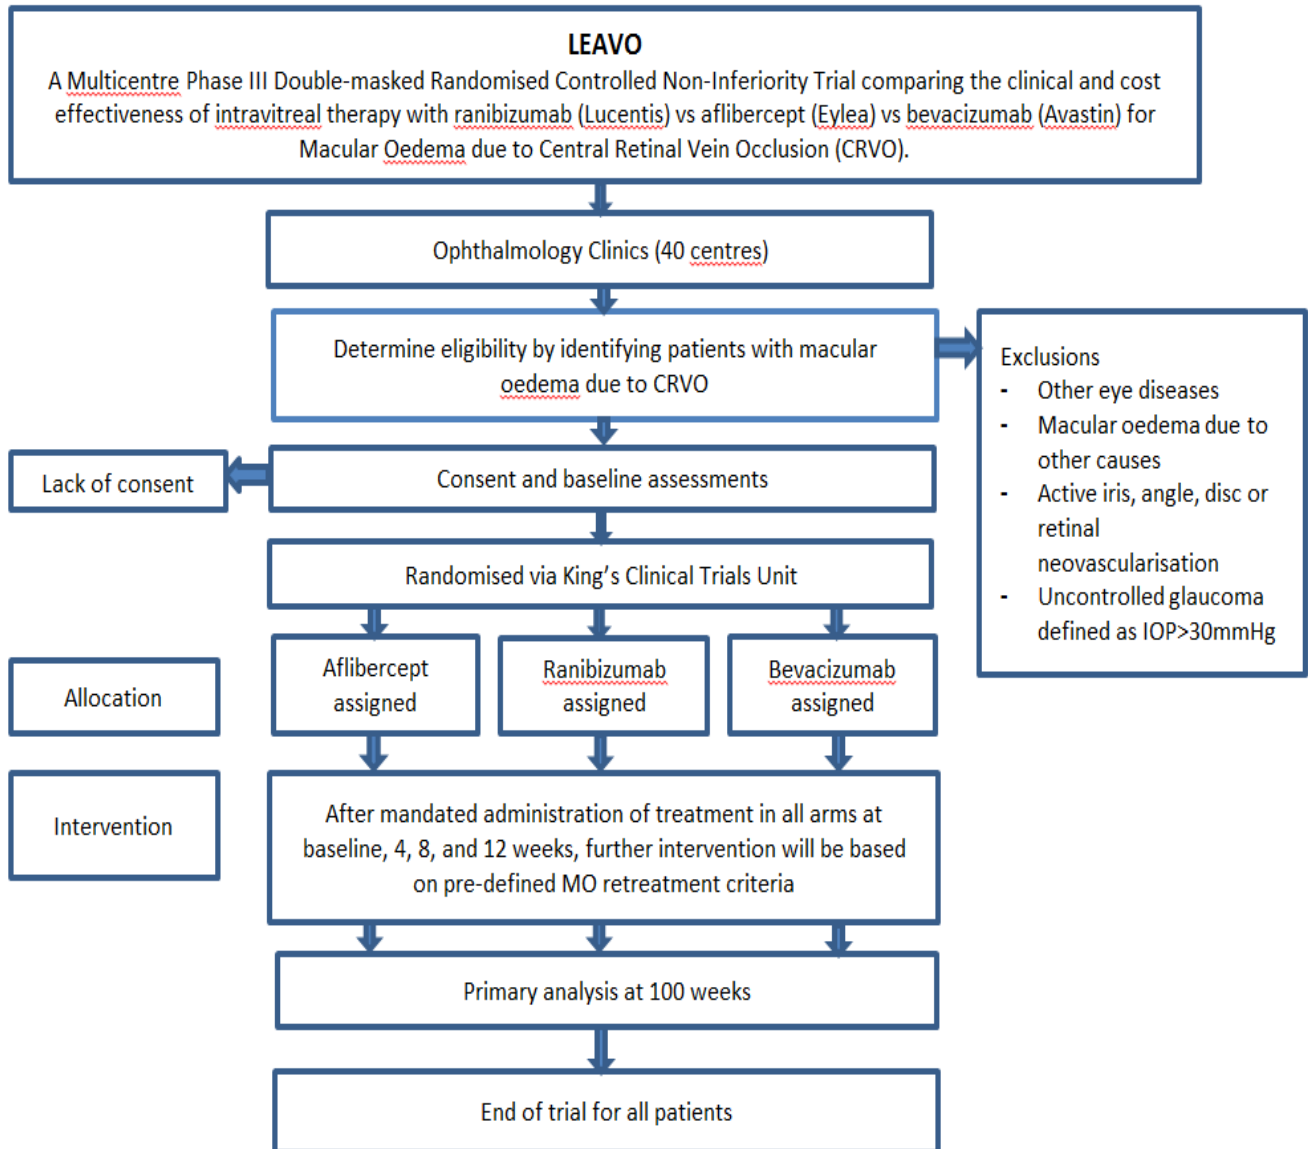 LEAVO
A Multicentre Phase III Double-masked Randomised Controlled Non-Inferiority Trial comparing the clinical and cost
effectiveness of intravitreal therapy with ranibizumab (Lucentis) vs aflibercept (Eylea) vs bevacizumab (Avastin) for
Macular Oedema due to Central Retinal Vein Occlusion (CRVO).
Ophthalmology Clinics (40 centres)
Determine eligibility by identifying patients with macular
oedema due to CRVO
Exclusions
- Other eye diseases
- Macular oedema due to
other causes
- Active iris, angle, disc or
retinal
neovascularisation
- Uncontrolled glaucoma
defined as IOP>30mmHg
Lack of consent
Consent and baseline assessments
Randomised via King's Clinical Trials Unit
Allocation
Aflibercept
assigned
Ranibizumab
assigned
Bevacizumab
assigned
Intervention
After mandated administration of treatment in all arms at
baseline, 4, 8, and 12 weeks, further intervention will be based
on pre-defined MO retreatment criteria
Primary analysis at 100 weeks
End of trial for all patients